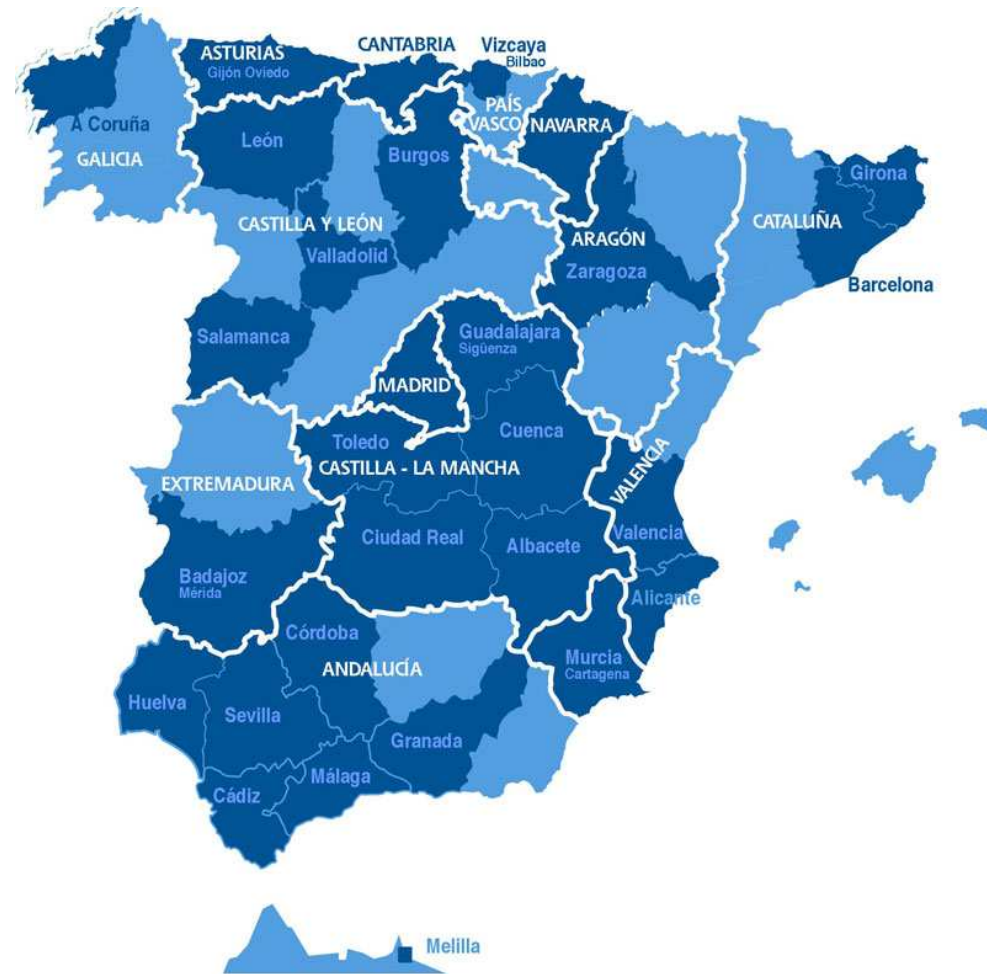 ASTURIAS
Gijón Oviedo
CANTABRIA
Vizcaya
Bilbao
A Coruña
GALICIA
León
Burgos
PAÍS
VASCO
NAVARRA
Girona
CASTILLA Y LEÓN
Valladolid
ARAGÓN
Zaragoza
CATALUÑA
Barcelona
Salamanca
Guadalajara
Sigüenza
MADRID
Toledo
Cuenca
CASTILLA - LA MANCHA
EXTREMADURA
VALENCIA
Ciudad Real
Albacete
Valencia
Badajoz
Mérida
Alicante
Córdoba
ANDALUCÍA
Murcia
Cartagena
Huelva
Sevilla
Granada
Málaga
Cádiz
Melilla